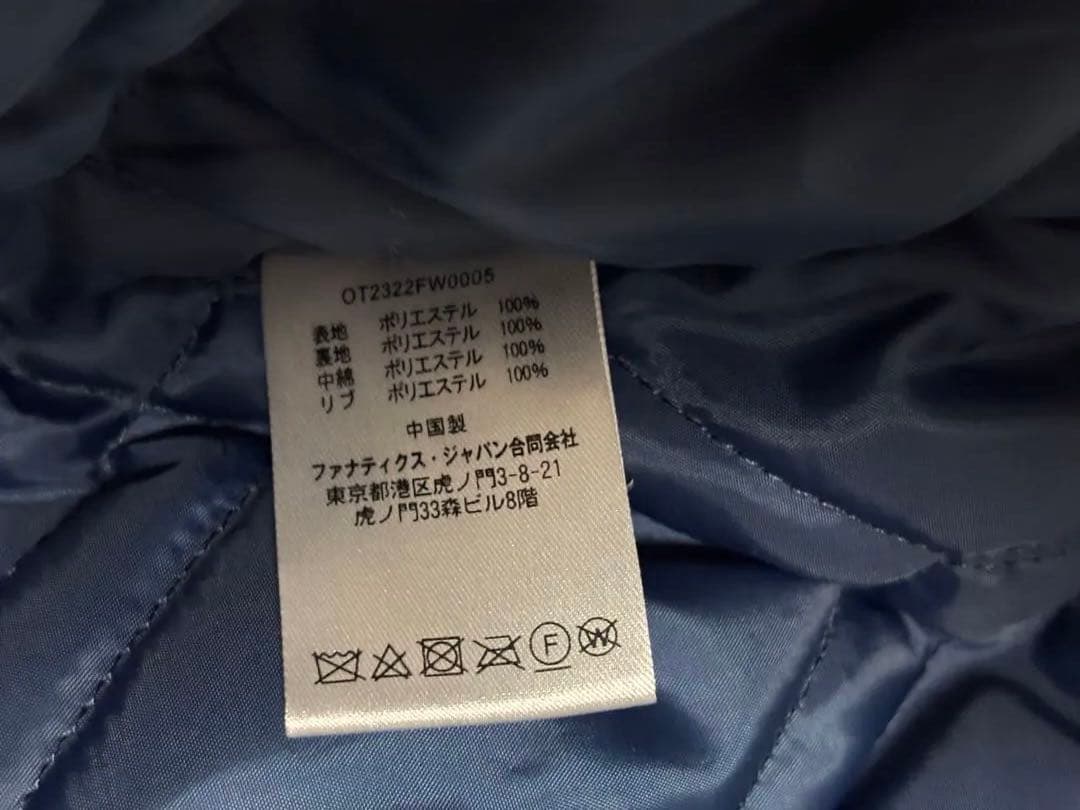 OT2322FW0005
表地 ポリエステル 100%
裏地 ポリエステル 100%
中綿 ポリエステル 100%
リブ ポリエステル 100%
中国製
ファナティクス・ジャパン合同会社
東京都港区虎ノ門3-8-21
虎ノ門33森ビル8階
F W